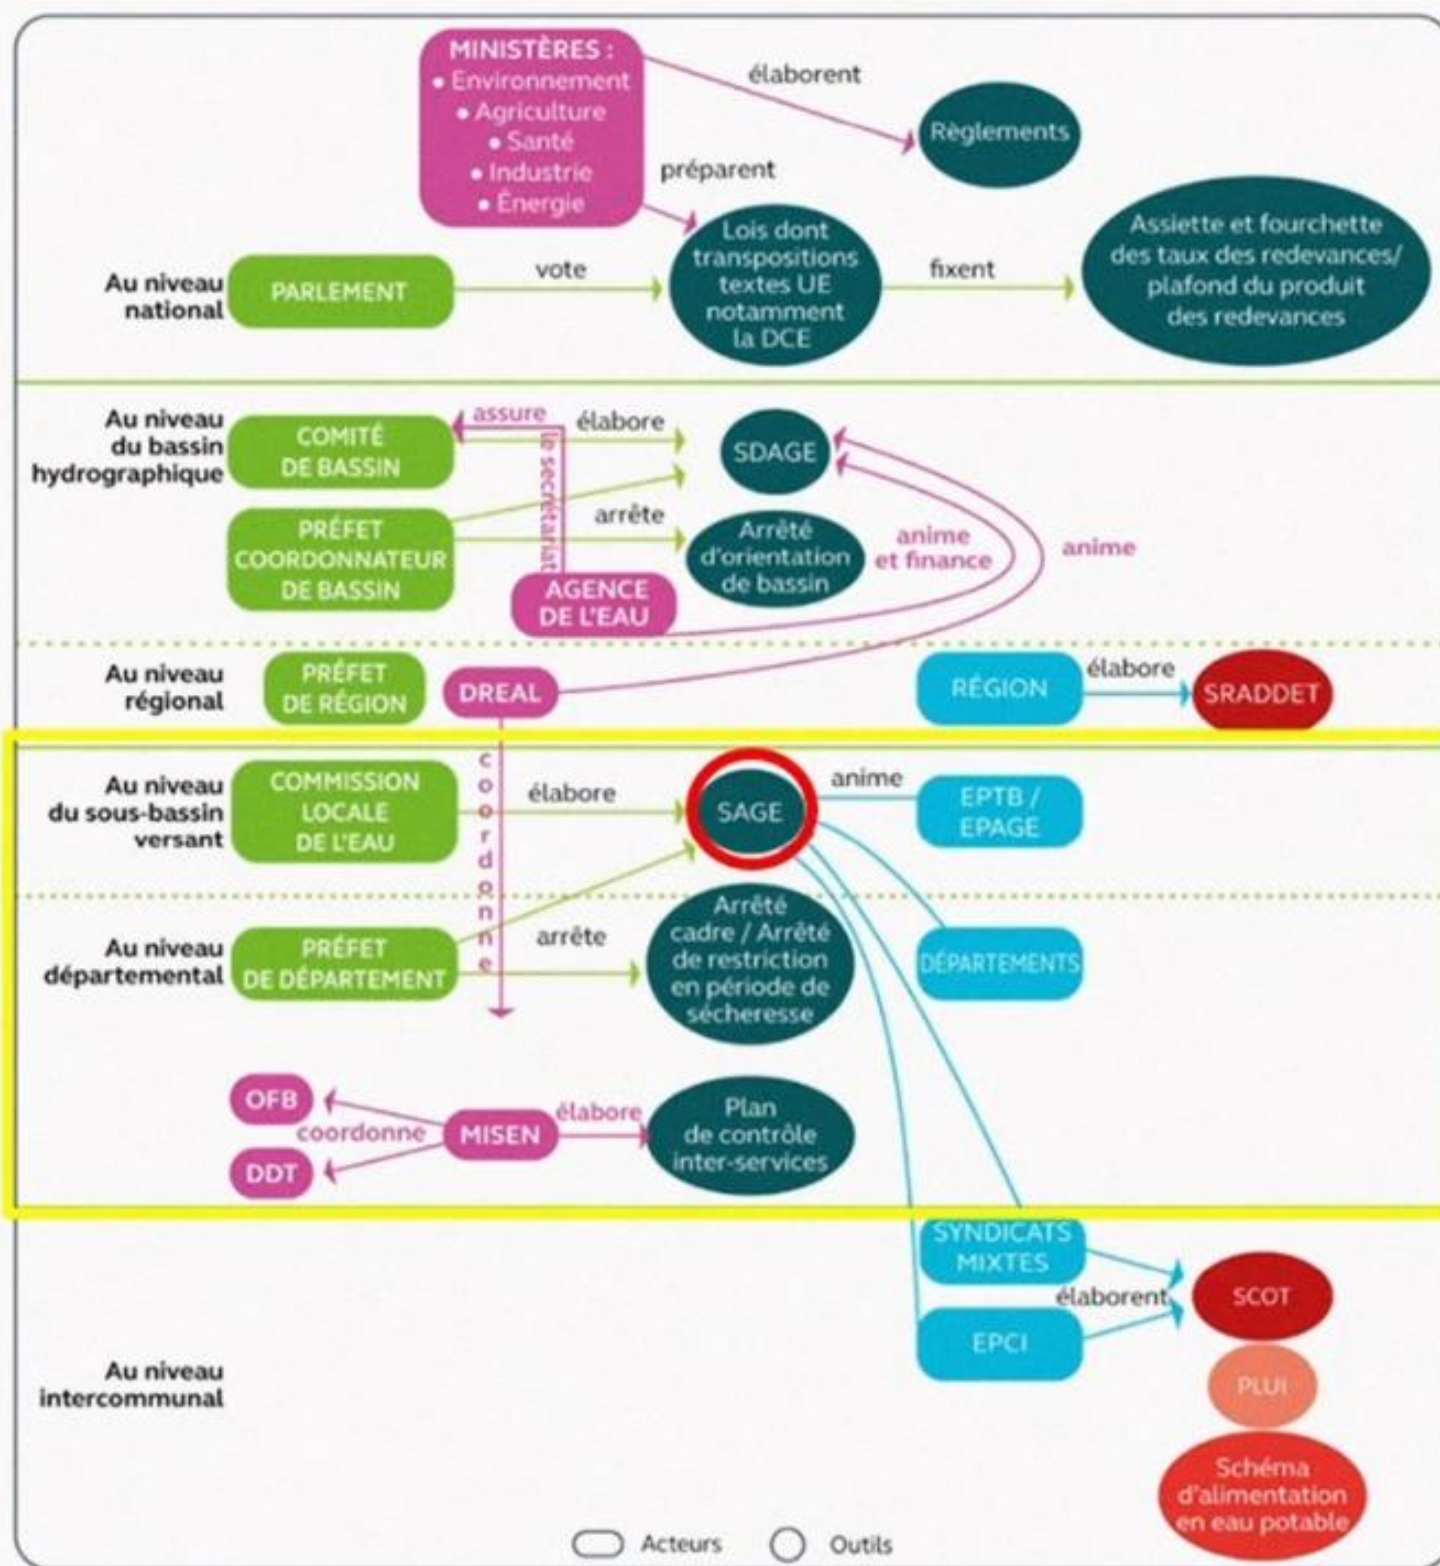 MINISTÈRES :
• Environnement
• Agriculture
• Santé
• Industrie
• Énergie
élaborent
Règlements
préparent
Au niveau
national
PARLEMENT
vote
Lois dont
transpositions
textes UE
notamment
la DCE
fixent
Assiette et fourchette
des taux des redevances/
plafond du produit
des redevances
Au niveau
du bassin
hydrographique
COMITÉ
DE BASSIN
assure
le secrétariat
élabore
SDAGE
PRÉFET
COORDONNATEUR
DE BASSIN
arrête
Arrêté
d'orientation
de bassin
anime
et finance
anime
AGENCE
DE L'EAU
Au niveau
régional
PRÉFET
DE RÉGION
DREAL
RÉGION
élabore
SRADDET
Au niveau
du sous-bassin
versant
COMMISSION
LOCALE
DE L'EAU
coordonne
élabore
SAGE
anime
EPTB /
EPAGE
Au niveau
départemental
PRÉFET
DE DÉPARTEMENT
arrête
Arrêté
cadre / Arrêté
de restriction
en période de
sécheresse
DÉPARTEMENTS
OFB
coordonne
DDT
MISEN
élabore
Plan
de contrôle
inter-services
SYNDICATS
MIXTES
élaborent
SCOT
EPCI
Au niveau
intercommunal
PLUi
Schéma
d'alimentation
en eau potable
Acteurs
Outils